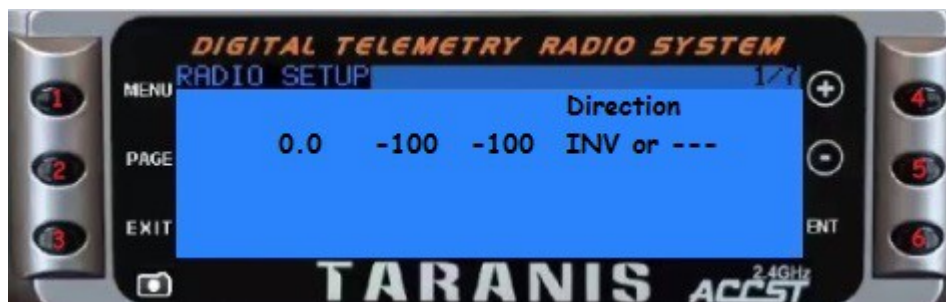 DIGITAL TELEMETRY RADIO SYSTEM
RADIO SETUP 1/7
MENU
Direction
0.0 -100 -100 INV or ---
PAGE
EXIT
ENT
+
-
1
2
3
4
5
6
TARANIS
2.4GHz
ACCST